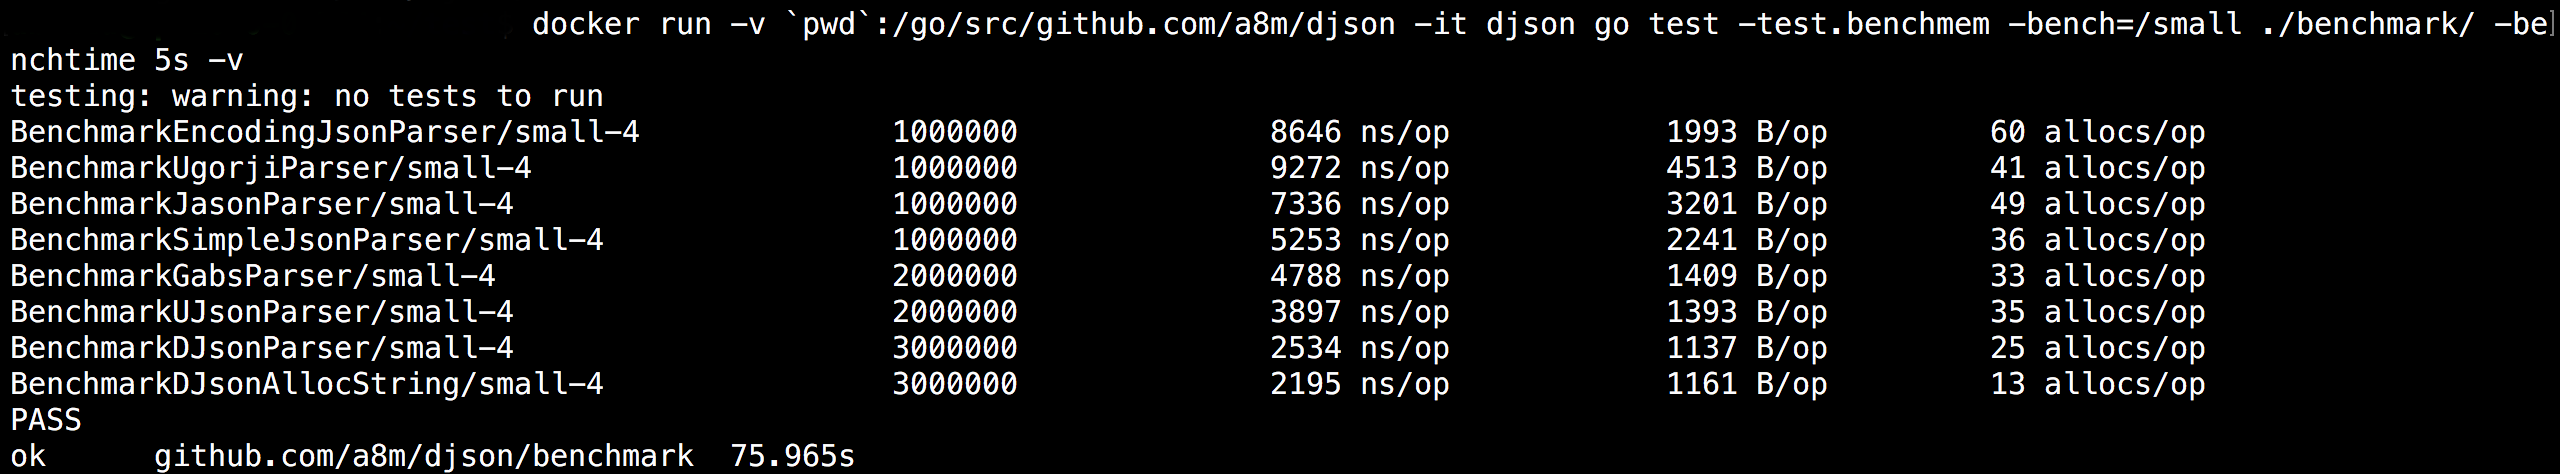 docker run -v `pwd`:/go/src/github.com/a8m/djson -it djson go test -test.benchmem -bench=/small ./benchmark/ -be
nchtime 5s -v
testing: warning: no tests to run
BenchmarkEncodingJsonParser/small-4 1000000 8646 ns/op 1993 B/op 60 allocs/op
BenchmarkUgorjiParser/small-4 1000000 9272 ns/op 4513 B/op 41 allocs/op
BenchmarkJasonParser/small-4 1000000 7336 ns/op 3201 B/op 49 allocs/op
BenchmarkSimpleJsonParser/small-4 1000000 5253 ns/op 2241 B/op 36 allocs/op
BenchmarkGabsParser/small-4 2000000 4788 ns/op 1409 B/op 33 allocs/op
BenchmarkUJsonParser/small-4 2000000 3897 ns/op 1393 B/op 35 allocs/op
BenchmarkDJsonParser/small-4 3000000 2534 ns/op 1137 B/op 25 allocs/op
BenchmarkDJsonAllocString/small-4 3000000 2195 ns/op 1161 B/op 13 allocs/op
PASS
ok github.com/a8m/djson/benchmark 75.965s